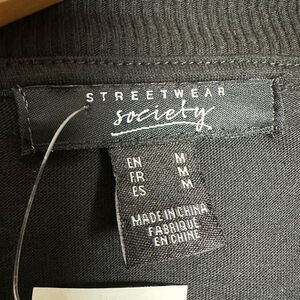 STREETWEAR
society
EN M
FR M
ES M
MADE IN CHINA
FABRIQUÉ
EN CHINE